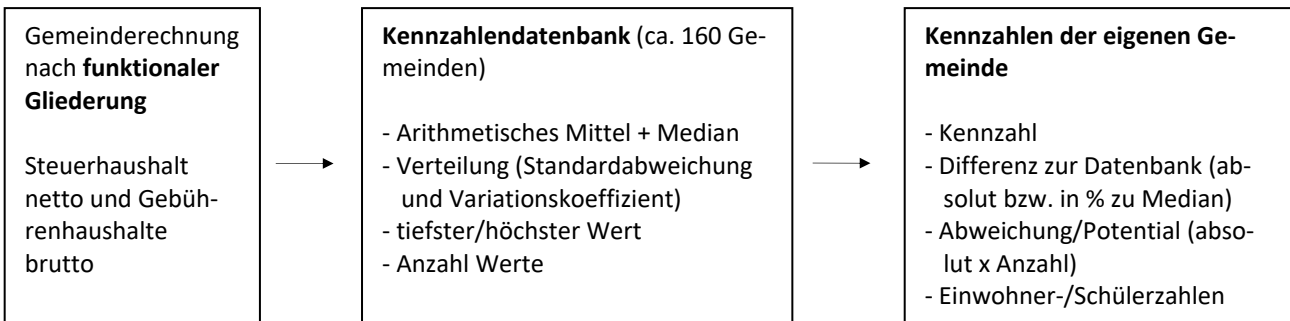 Gemeinderechnung
nach funktionaler
Gliederung
Steuerhaushalt
netto und Gebüh-
renhaushalte
brutto
Kennzahlendatenbank (ca. 160 Ge-
meinden)
- Arithmetisches Mittel + Median
- Verteilung (Standardabweichung
und Variationskoeffizient)
- tiefster/höchster Wert
- Anzahl Werte
Kennzahlen der eigenen Ge-
meinde
- Kennzahl
- Differenz zur Datenbank (ab-
solut bzw. in % zu Median)
- Abweichung/Potential (abso-
lut x Anzahl)
- Einwohner-/Schülerzahlen